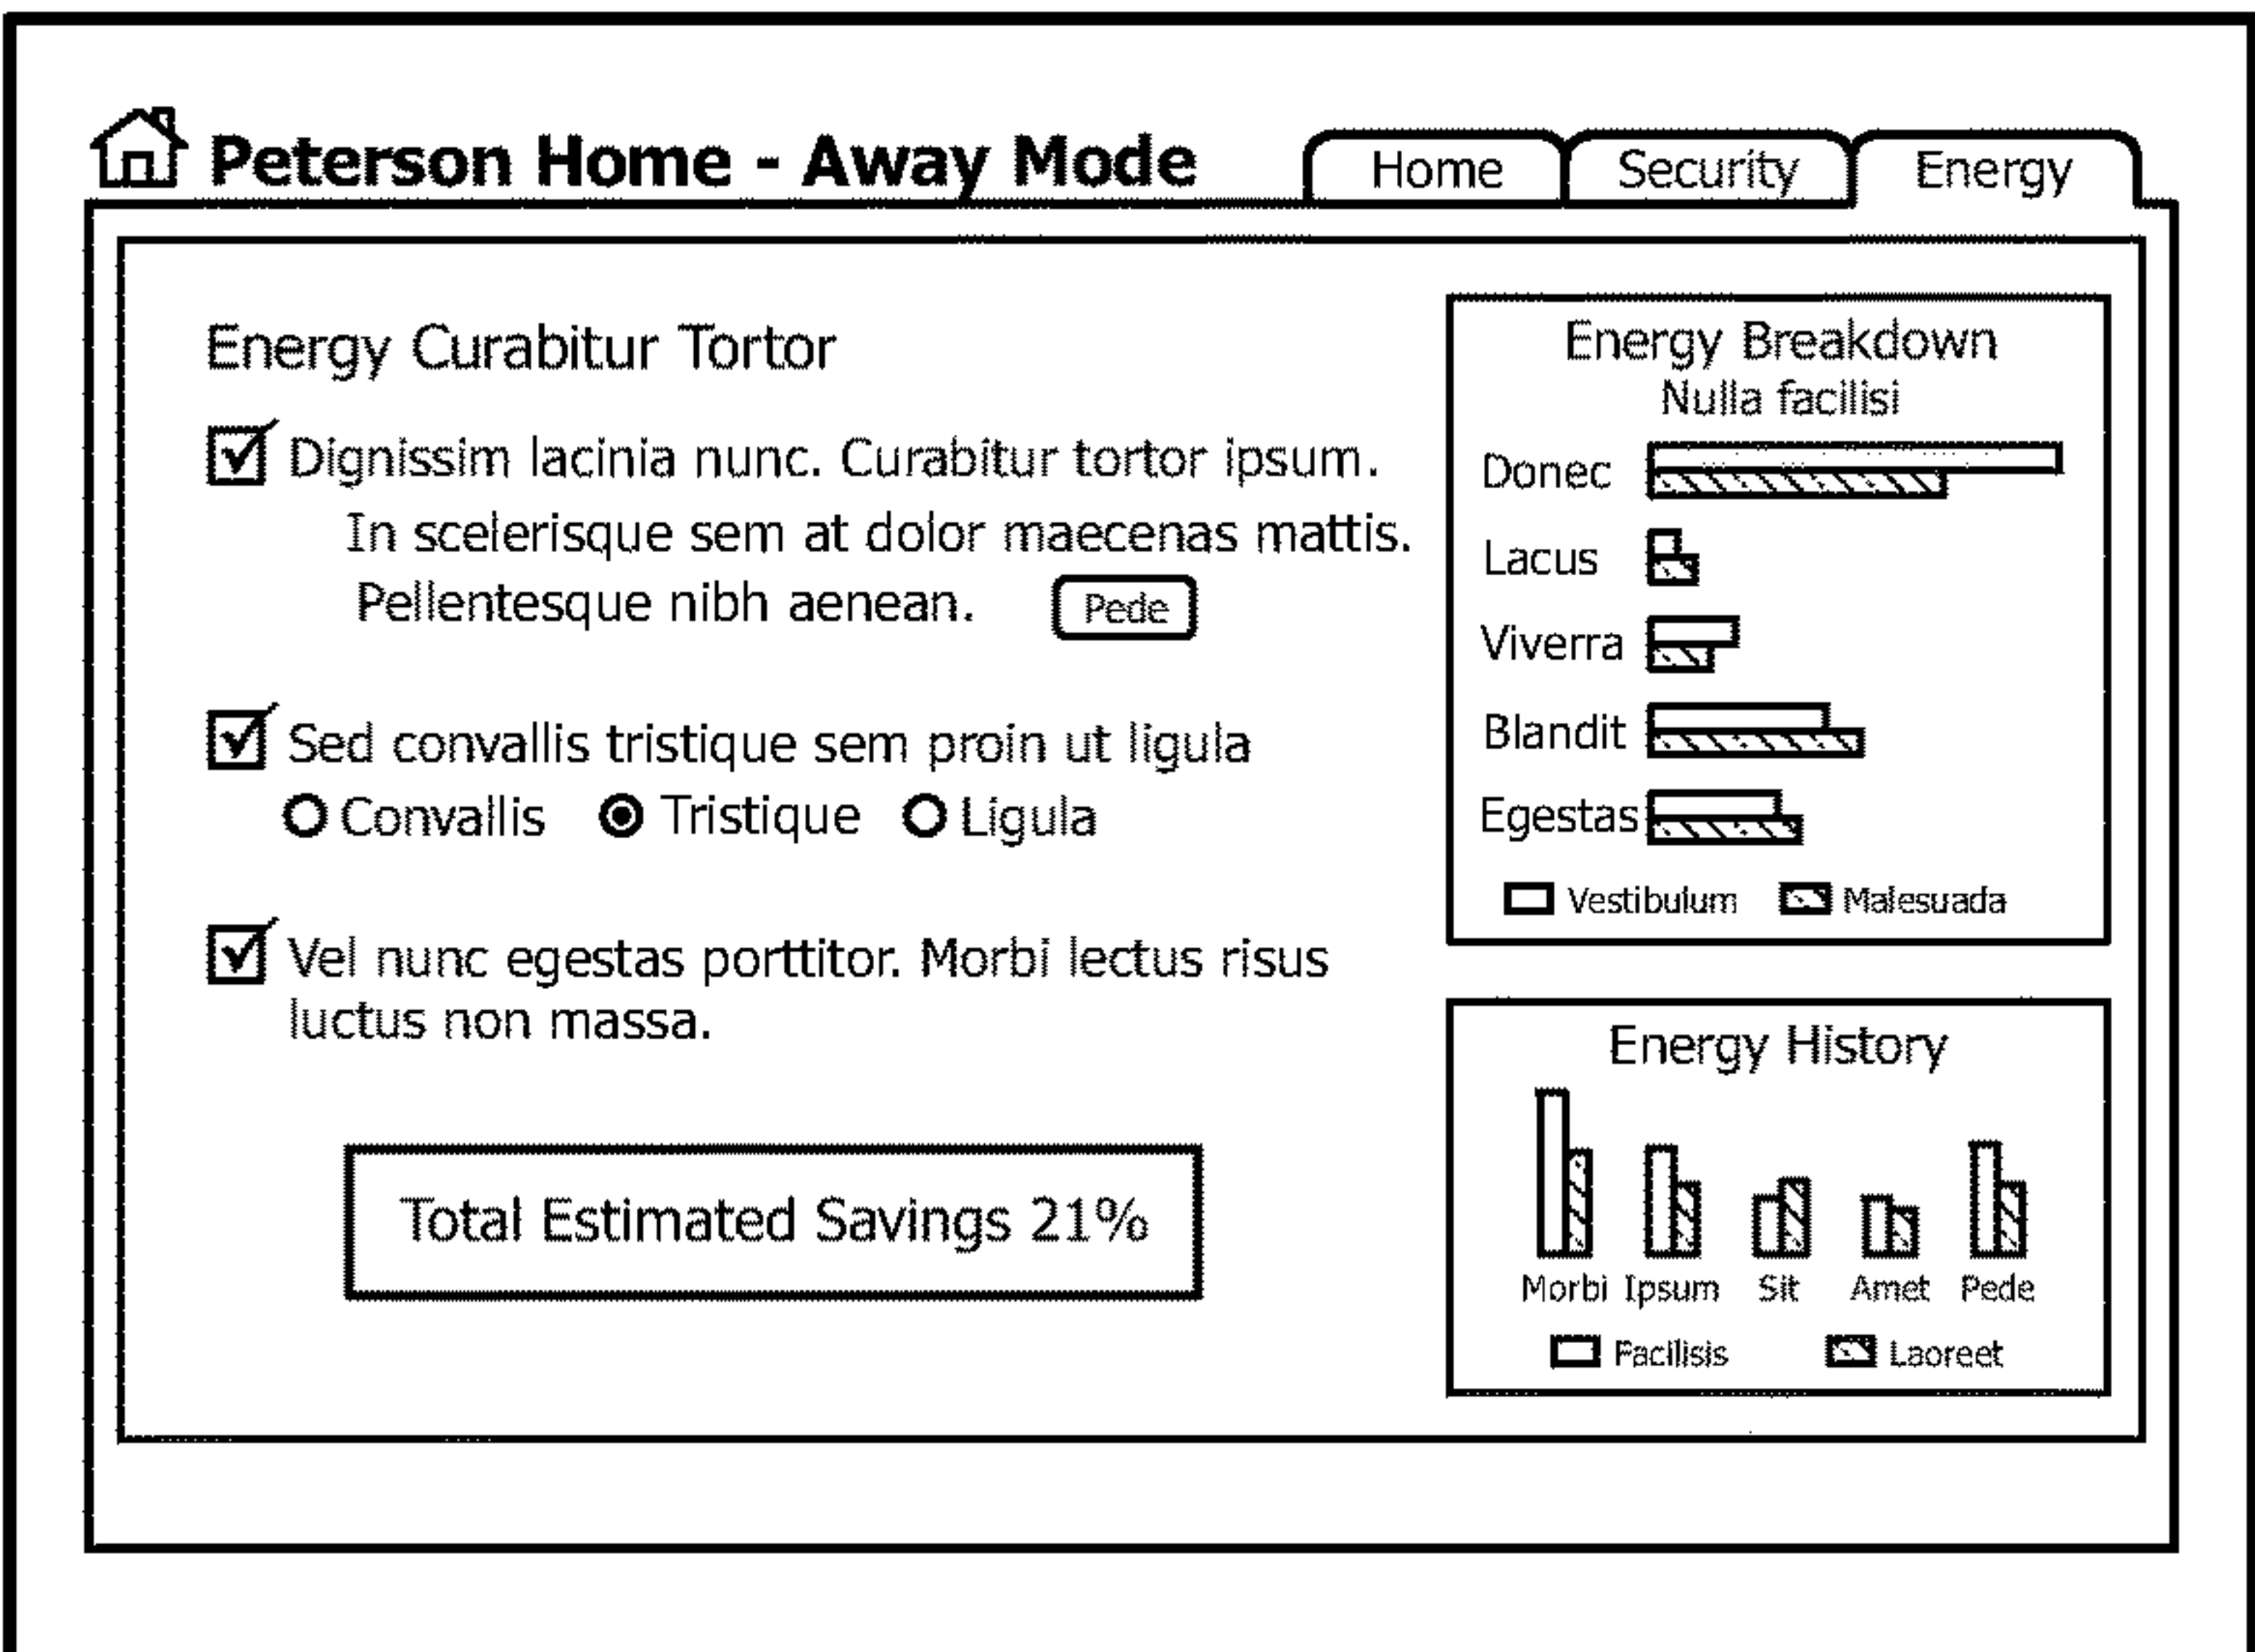 Peterson Home - Away Mode
Home
Security
Energy
Energy Curabitur Tortor
Dignissim lacinia nunc. Curabitur tortor ipsum.
In scelerisque sem at dolor maecenas mattis.
Pellentesque nibh aenean.
Pede
Sed convallis tristique sem proin ut ligula
Convallis
Tristique
Ligula
Vel nunc egestas porttitor. Morbi lectus risus
luctus non massa.
Total Estimated Savings 21%
Energy Breakdown
Nulla facilisi
Donec
Lacus
Viverra
Blandit
Egestas
Vestibulum
Malesuada
Energy History
Morbi
Ipsum
Sit
Amet
Pede
Facilisis
Laoreet